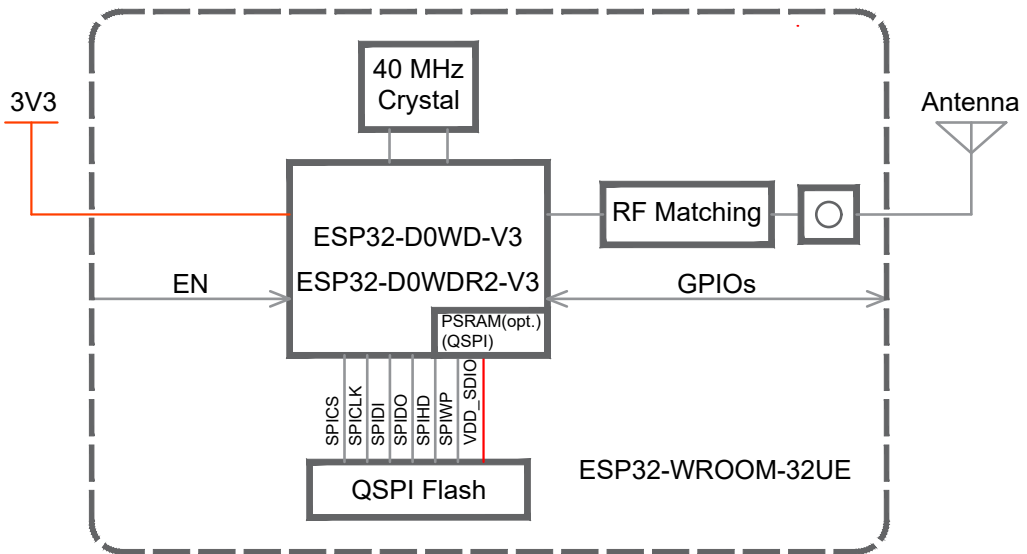 40 MHz
Crystal
3V3
Antenna
RF Matching
ESP32-D0WD-V3
ESP32-D0WDR2-V3
EN
GPIOs
PSRAM(opt.)
(QSPI)
SPICS
SPICLK
SPIDI
SPIDO
SPIHD
SPIWP
VDD_SDIO
QSPI Flash
ESP32-WROOM-32UE